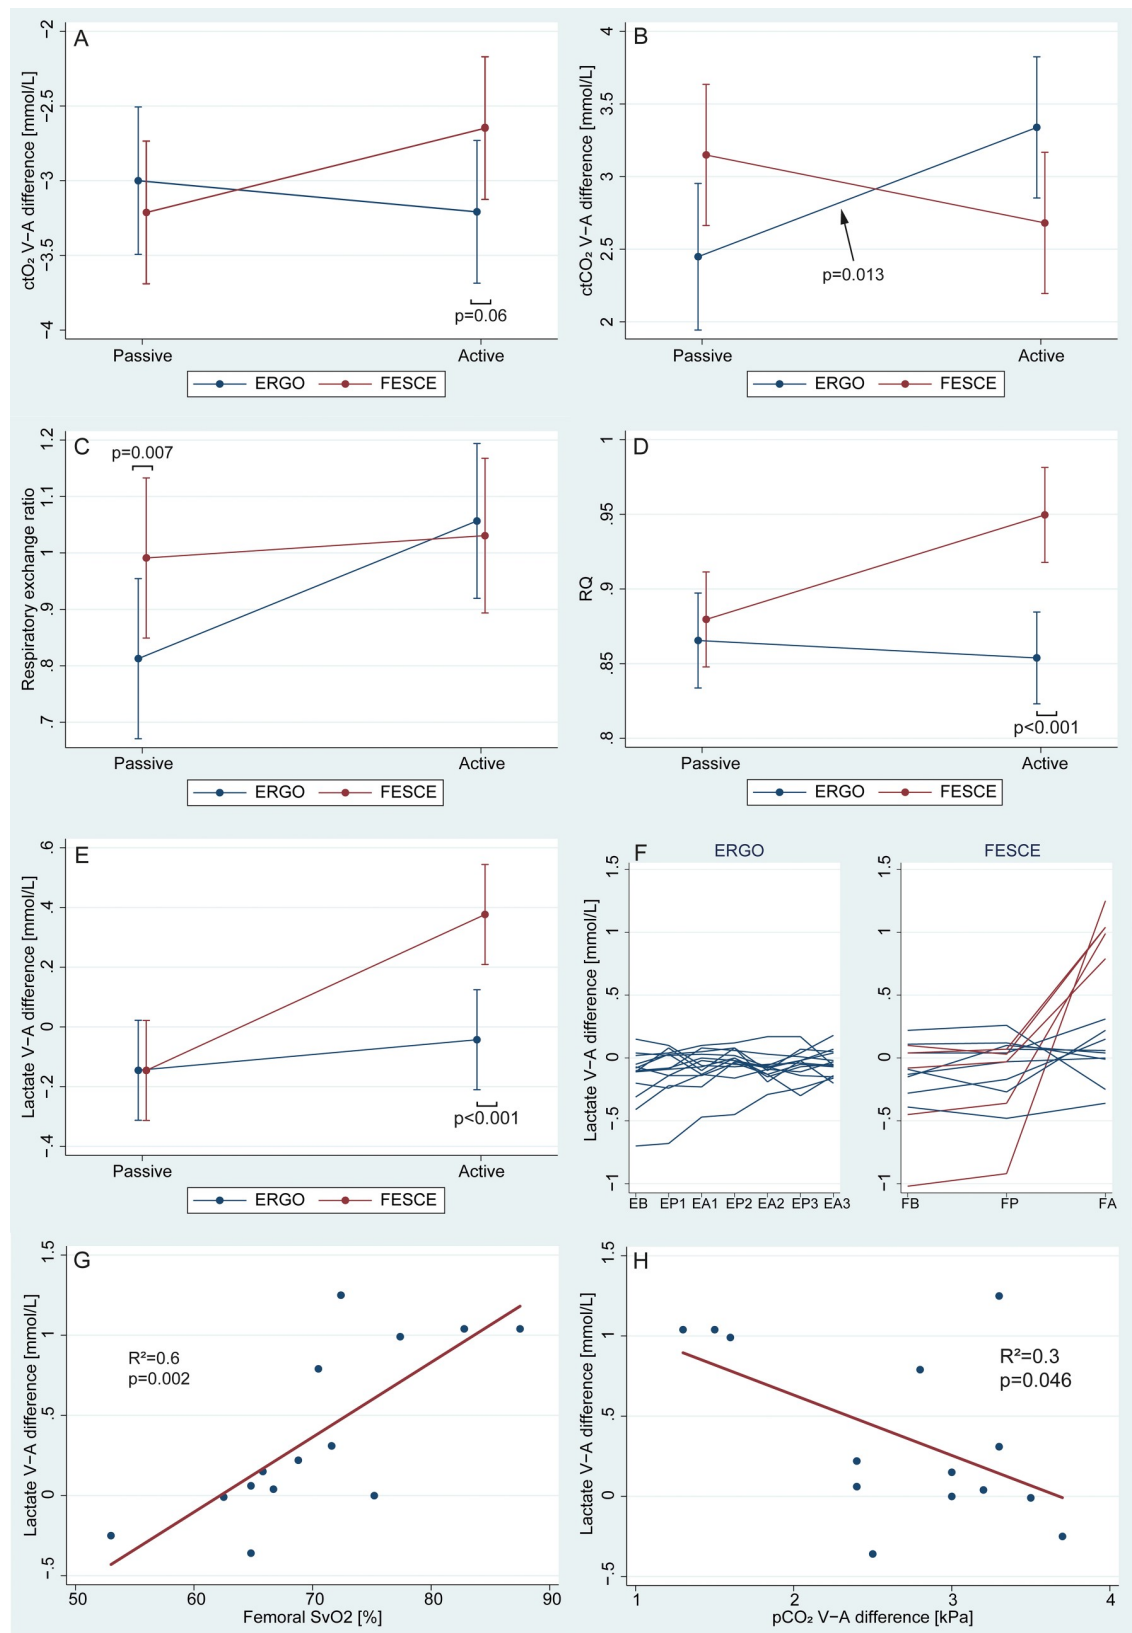 A
ctO₂ V−A difference [mmol/L]
−2
−2.5
−3
−3.5
−4
p=0.06
Passive
Active
ERGO
FESCE
B
ctCO₂ V−A difference [mmol/L]
4
3.5
3
2.5
2
p=0.013
Passive
Active
ERGO
FESCE
C
Respiratory exchange ratio
1.2
1.1
1
.9
.8
.7
p=0.007
Passive
Active
ERGO
FESCE
D
RQ
1
.95
.9
.85
.8
p<0.001
Passive
Active
ERGO
FESCE
E
Lactate V−A difference [mmol/L]
.6
.4
.2
0
−.2
−.4
p<0.001
Passive
Active
ERGO
FESCE
F
ERGO
FESCE
Lactate V−A difference [mmol/L]
1.5
1
.5
0
−.5
−1
EB EP1 EA1 EP2 EA2 EP3 EA3
1.5
1
.5
0
−.5
−1
FB FP FA
G
Lactate V−A difference [mmol/L]
1.5
1
.5
0
−.5
R²=0.6
p=0.002
50 60 70 80 90
Femoral SvO2 [%]
H
Lactate V−A difference [mmol/L]
1.5
1
.5
0
−.5
R²=0.3
p=0.046
1 2 3 4
pCO₂ V−A difference [kPa]